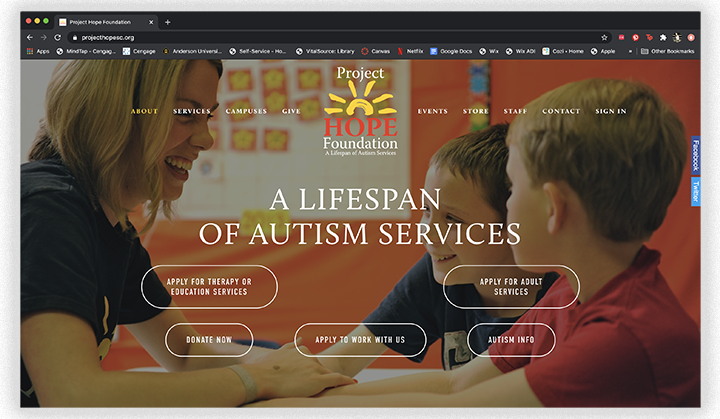 Project Hope Foundation
projecthopesc.org
Apps
MindTap - Cengag...
Cengage
Anderson Universi...
Self-Service - Ho...
VitalSource: Library
Canvas
Netflix
Google Docs
Wix
Wix ADI
Cozi • Home
Apple
»
Other Bookmarks
ABOUT
SERVICES
CAMPUSES
GIVE
Project
HOPE
Foundation
A Lifespan of Autism Services
EVENTS
STORE
STAFF
CONTACT
SIGN IN
Facebook
Twitter
A LIFESPAN
OF AUTISM SERVICES
APPLY FOR THERAPY OR
EDUCATION SERVICES
APPLY FOR ADULT
SERVICES
DONATE NOW
APPLY TO WORK WITH US
AUTISM INFO